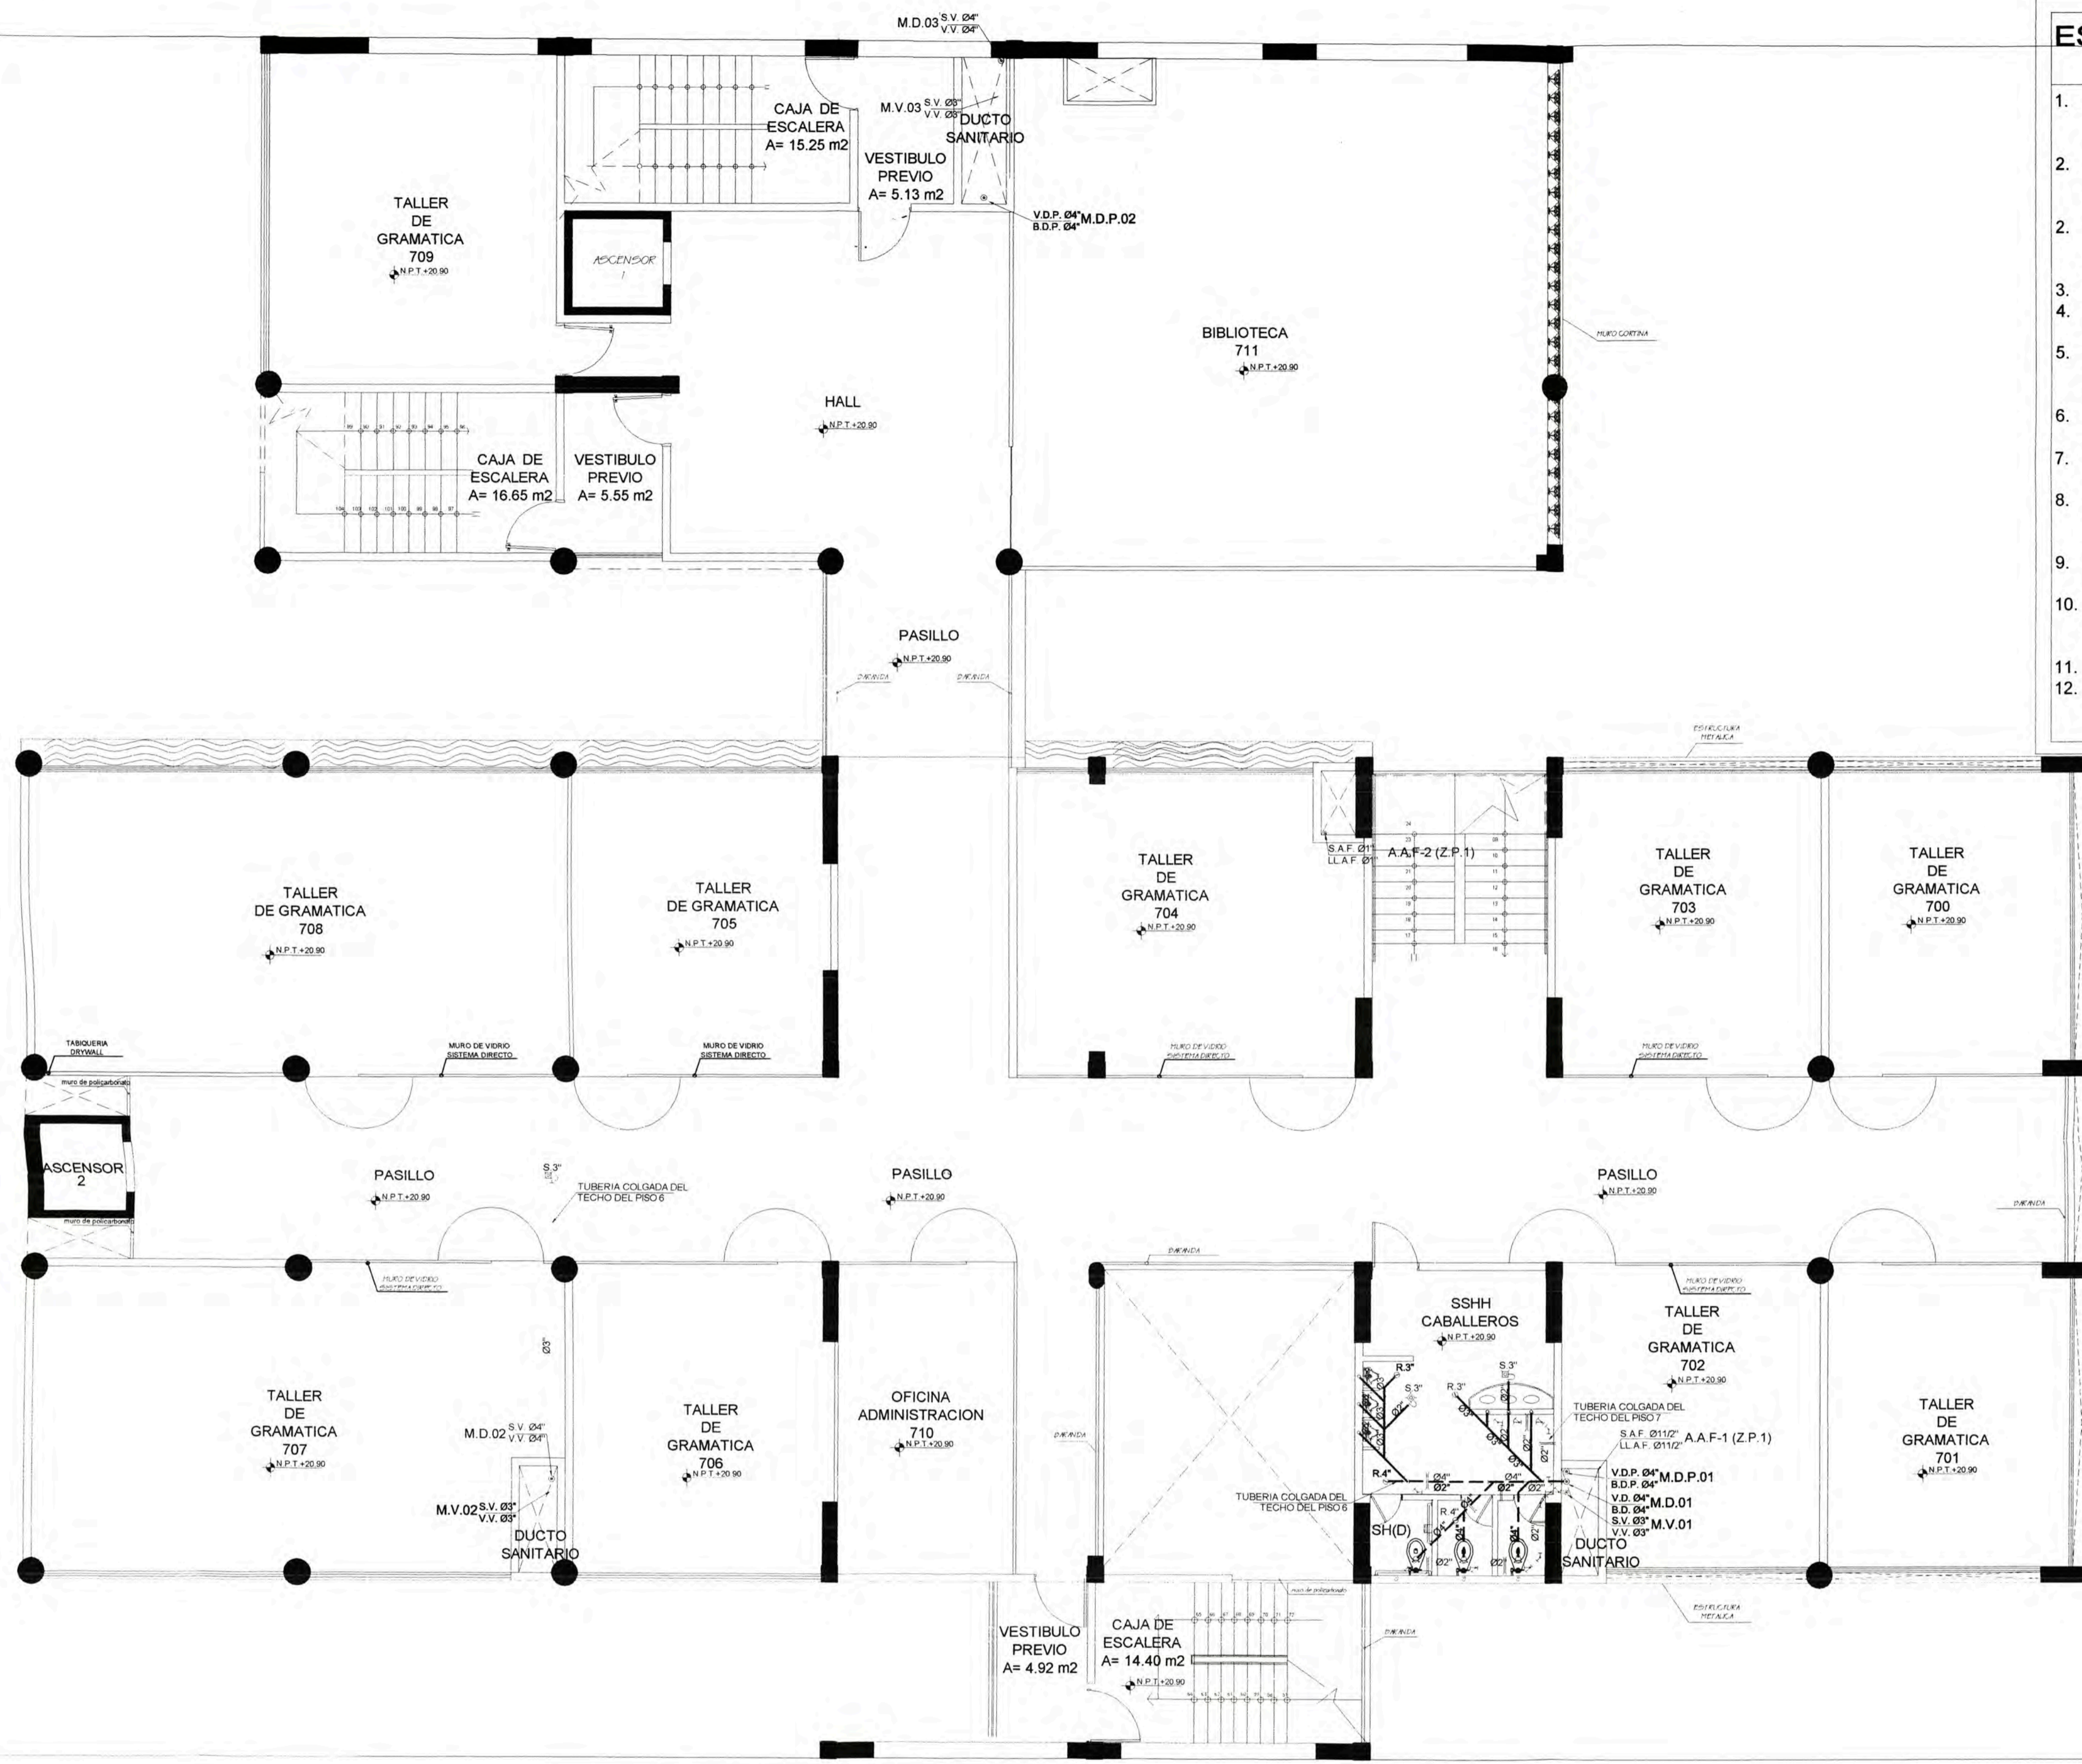 M.D.03 S.V. Ø4"
V.V. Ø4"
ES
1.
2.
2.
3.
4.
5.
6.
7.
8.
9.
10.
11.
12.
CAJA DE
ESCALERA
A= 15.25 m2
M.V.03 S.V. Ø3"
V.V. Ø3"
DUCTO
SANITARIO
VESTIBULO
PREVIO
A= 5.13 m2
V.D.P. Ø4" M.D.P.02
B.D.P. Ø4"
TALLER
DE
GRAMATICA
709
N.P.T.+20.90
ASCENSOR
1
BIBLIOTECA
711
N.P.T.+20.90
MURO CORTINA
HALL
N.P.T.+20.90
CAJA DE
ESCALERA
A= 16.65 m2
VESTIBULO
PREVIO
A= 5.55 m2
PASILLO
N.P.T.+20.90
BARANDA
BARANDA
ESTRUCTURA
METALICA
TALLER
DE GRAMATICA
708
N.P.T.+20.90
TALLER
DE GRAMATICA
705
N.P.T.+20.90
TALLER
DE
GRAMATICA
704
N.P.T.+20.90
S.A.F. Ø1"
LL.A.F. Ø1"
A.A.F-2 (Z.P.1)
TALLER
DE
GRAMATICA
703
N.P.T.+20.90
TALLER
DE
GRAMATICA
700
N.P.T.+20.90
TABIQUERIA
DRYWALL
MURO DE VIDRIO
SISTEMA DIRECTO
MURO DE VIDRIO
SISTEMA DIRECTO
MURO DE VIDRIO
SISTEMA DIRECTO
MURO DE VIDRIO
SISTEMA DIRECTO
muro de policarbonato
ASCENSOR
2
muro de policarbonato
PASILLO
N.P.T.+20.90
S.3"
TUBERIA COLGADA DEL
TECHO DEL PISO 6
PASILLO
N.P.T.+20.90
PASILLO
N.P.T.+20.90
BARANDA
BARANDA
MURO DE VIDRIO
SISTEMA DIRECTO
Ø3"
TALLER
DE
GRAMATICA
707
N.P.T.+20.90
M.D.02 S.V. Ø4"
V.V. Ø4"
M.V.02 S.V. Ø3"
V.V. Ø3"
DUCTO
SANITARIO
TALLER
DE
GRAMATICA
706
N.P.T.+20.90
OFICINA
ADMINISTRACION
710
N.P.T.+20.90
BARANDA
SSHH
CABALLEROS
N.P.T.+20.90
R.3"
S.3"
R.3"
S.3"
R.4"
Ø4"
Ø2"
Ø4"
Ø2"
Ø2"
R.4"
TUBERIA COLGADA DEL
TECHO DEL PISO 6
SH(D)
Ø2"
Ø2"
MURO DE VIDRIO
SISTEMA DIRECTO
TALLER
DE
GRAMATICA
702
N.P.T.+20.90
TUBERIA COLGADA DEL
TECHO DEL PISO 7
S.A.F. Ø11/2"
LL.A.F. Ø11/2"
A.A.F-1 (Z.P.1)
V.D.P. Ø4" M.D.P.01
B.D.P. Ø4"
V.D. Ø4" M.D.01
B.D. Ø4"
S.V. Ø3" M.V.01
V.V. Ø3"
DUCTO
SANITARIO
TALLER
DE
GRAMATICA
701
N.P.T.+20.90
ESTRUCTURA
METALICA
muro de policarbonato
VESTIBULO
PREVIO
A= 4.92 m2
CAJA DE
ESCALERA
A= 14.40 m2
N.P.T.+20.90
BARANDA